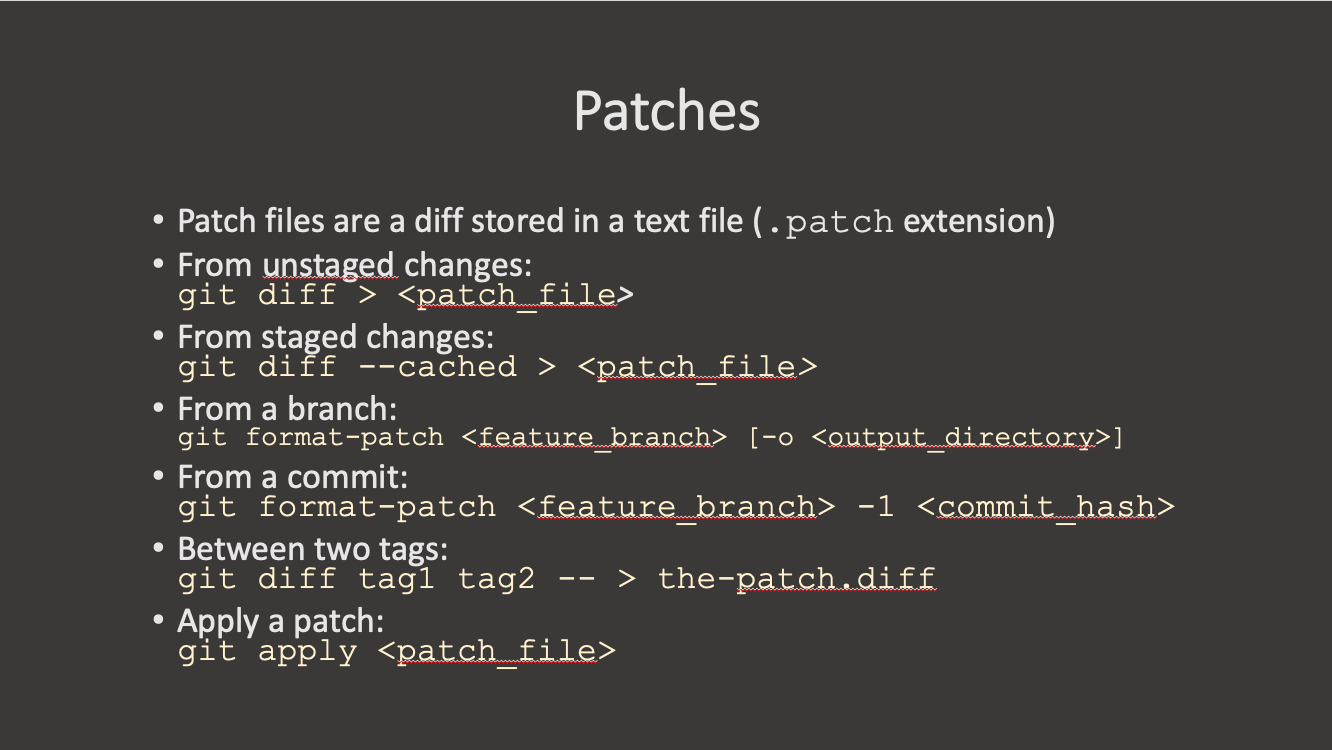 Patches
• Patch files are a diff stored in a text file (.patch extension)
• From unstaged changes:
git diff > <patch_file>
• From staged changes:
git diff --cached > <patch_file>
• From a branch:
git format-patch <feature_branch> [-o <output_directory>]
• From a commit:
git format-patch <feature_branch> -1 <commit_hash>
• Between two tags:
git diff tag1 tag2 -- > the-patch.diff
• Apply a patch:
git apply <patch_file>